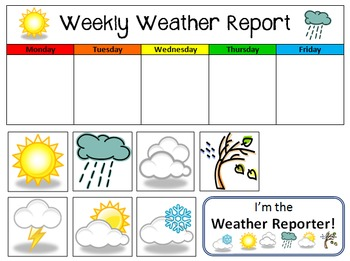 Weekly Weather Report
Monday Tuesday Wednesday Thursday Friday
I'm the
Weather Reporter!